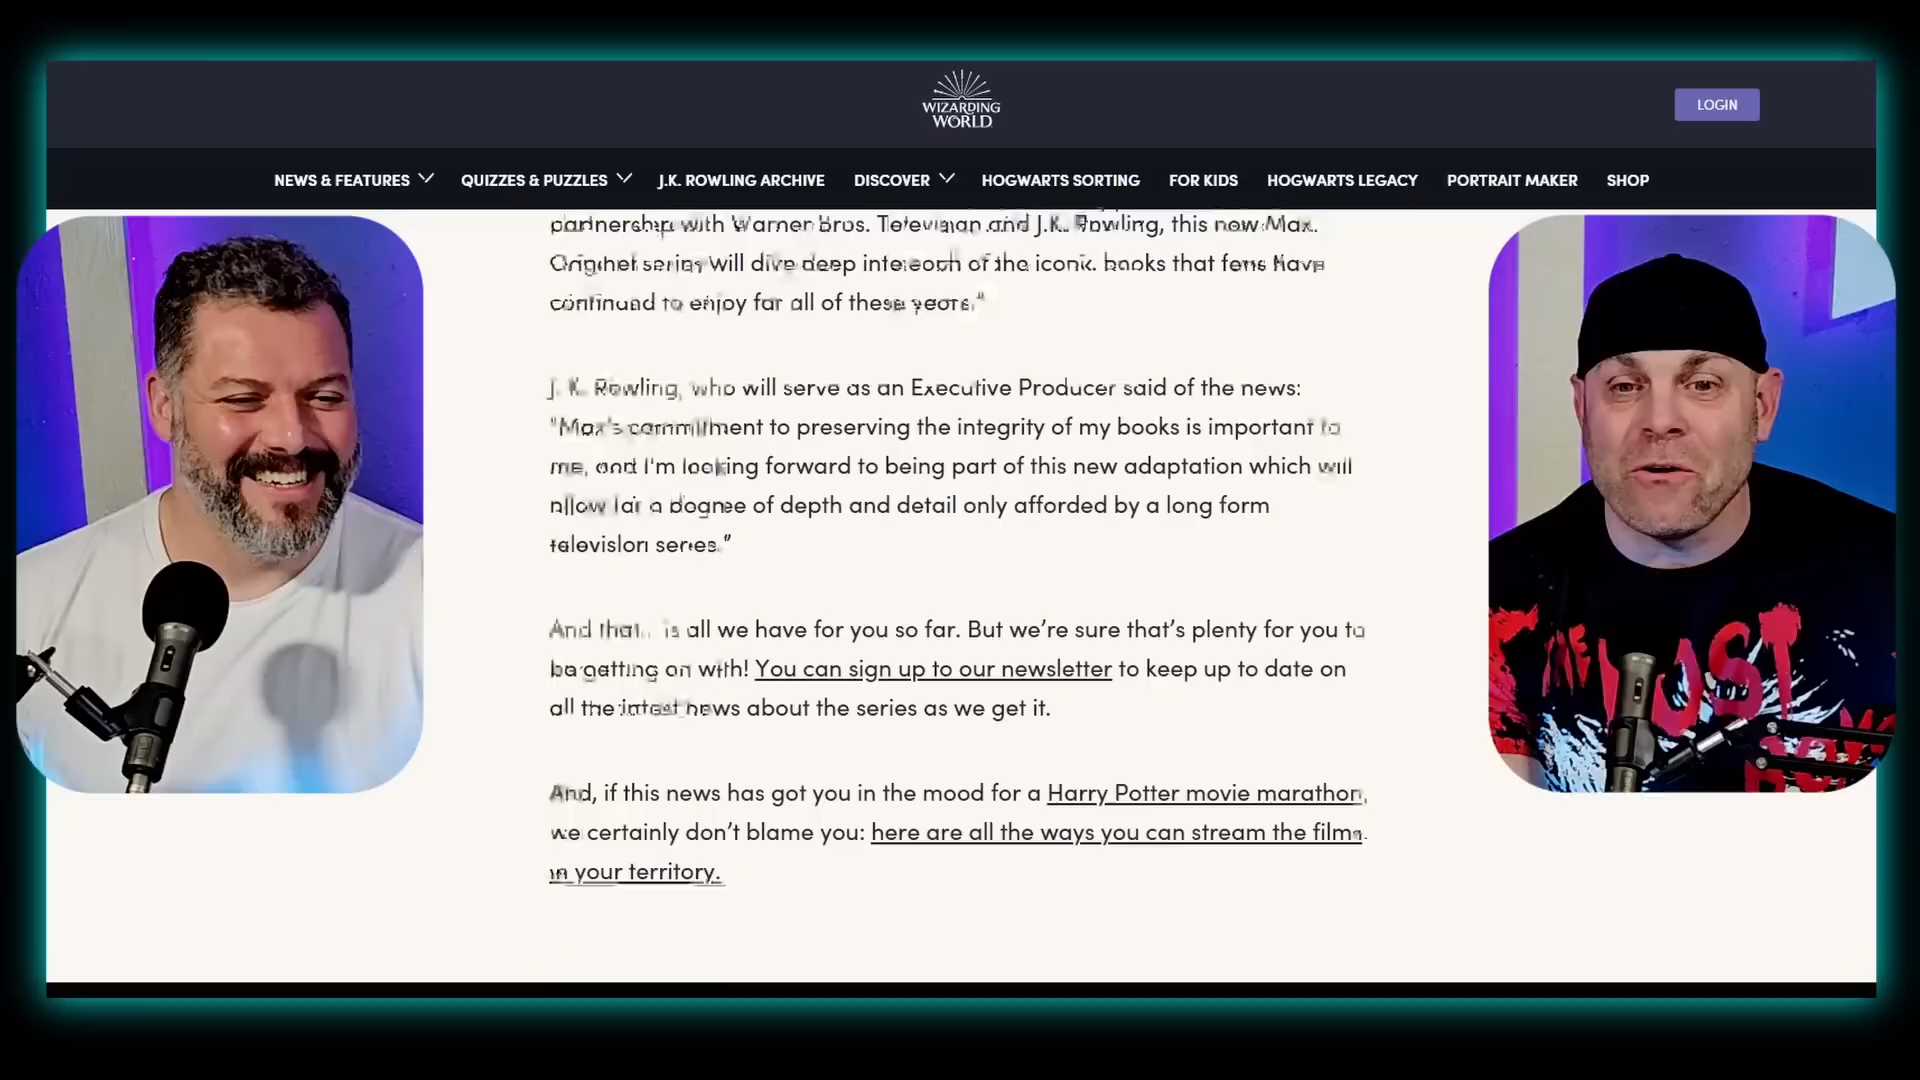 WIZARDING
WORLD
LOGIN
NEWS & FEATURES
QUIZZES & PUZZLES
J.K. ROWLING ARCHIVE
DISCOVER
HOGWARTS SORTING
FOR KIDS
HOGWARTS LEGACY
PORTRAIT MAKER
SHOP
partnership with Warner Bros. Television and J.K. Rowling, this new Max
Original series will dive deep into each of the iconic books that fans have
continued to enjoy for all of these years."
J. K. Rowling, who will serve as an Executive Producer said of the news:
"Max's commitment to preserving the integrity of my books is important to
me, and I'm looking forward to being part of this new adaptation which will
allow for a degree of depth and detail only afforded by a long form
television series."
And that... is all we have for you so far. But we're sure that's plenty for you to
be getting on with! You can sign up to our newsletter to keep up to date on
all the latest news about the series as we get it.
And, if this news has got you in the mood for a Harry Potter movie marathon,
we certainly don't blame you: here are all the ways you can stream the films
in your territory.